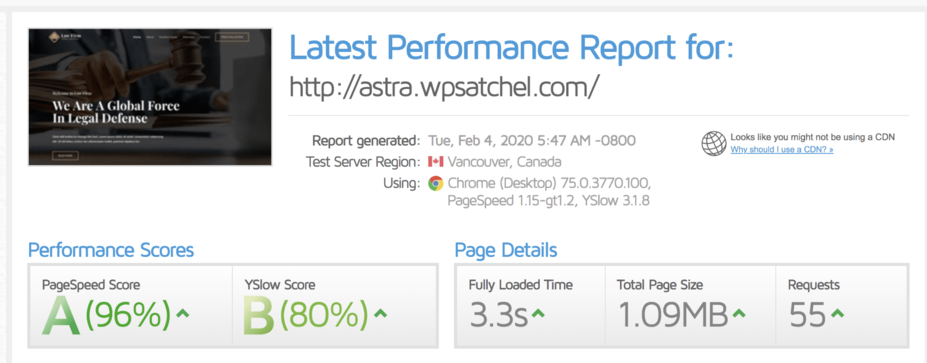 Law Firm
We Are A Global Force
In Legal Defense
Latest Performance Report for:
http://astra.wpsatchel.com/
Report generated: Tue, Feb 4, 2020 5:47 AM -0800
Test Server Region: Vancouver, Canada
Using: Chrome (Desktop) 75.0.3770.100,
PageSpeed 1.15-gt1.2, YSlow 3.1.8
Looks like you might not be using a CDN
Why should I use a CDN? »
Performance Scores
PageSpeed Score
A (96%)
YSlow Score
B (80%)
Page Details
Fully Loaded Time
3.3s
Total Page Size
1.09MB
Requests
55